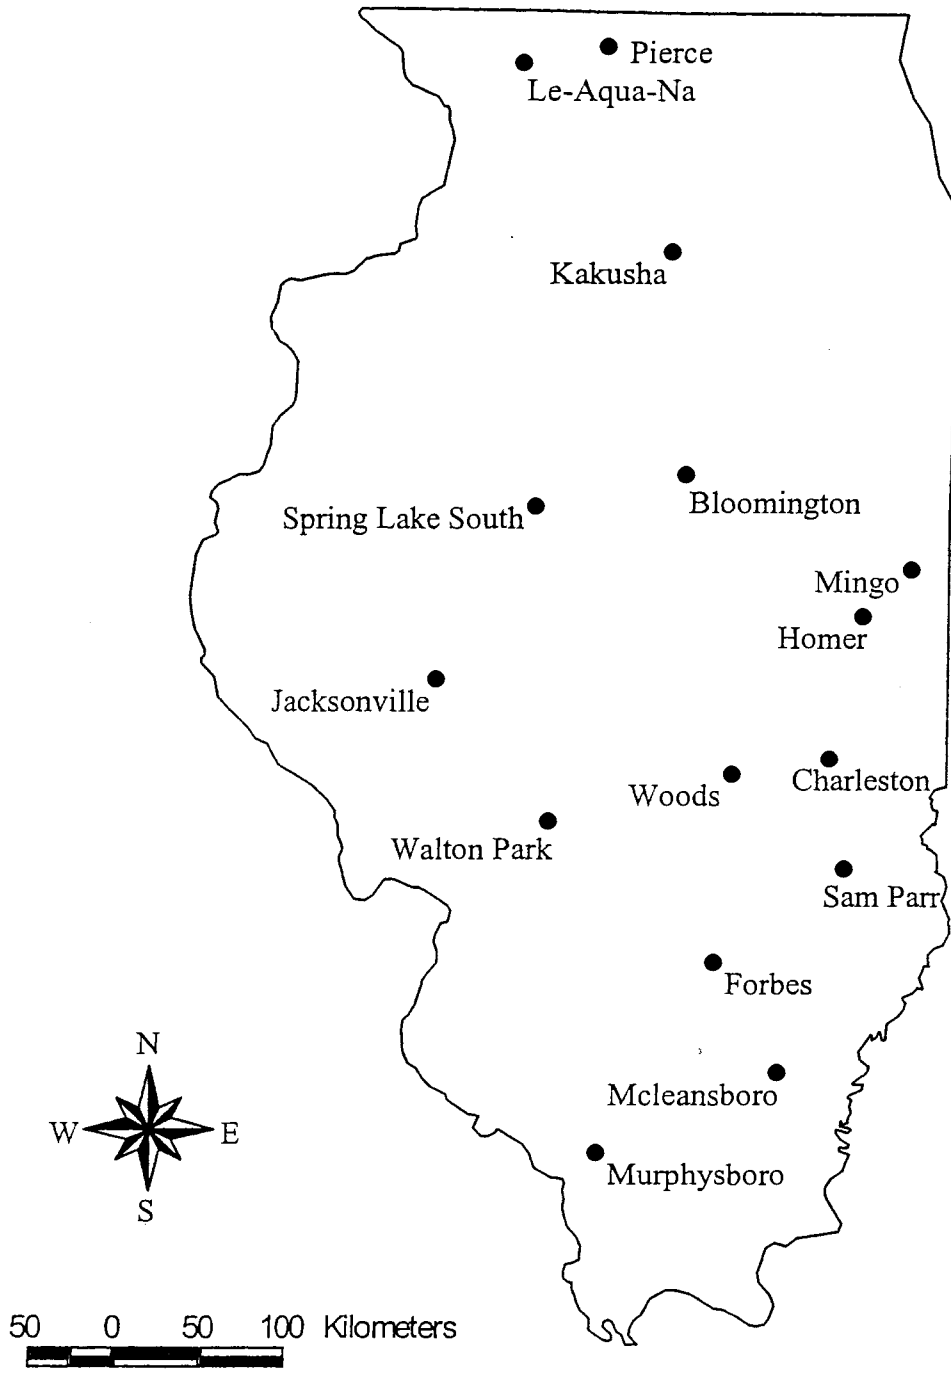 Pierce
Le-Aqua-Na
Kakusha
Bloomington
Spring Lake South
Mingo
Homer
Jacksonville
Charleston
Woods
Walton Park
Sam Parr
Forbes
N
Mcleansboro
W E
Murphysboro
S
50 0 50 100 Kilometers